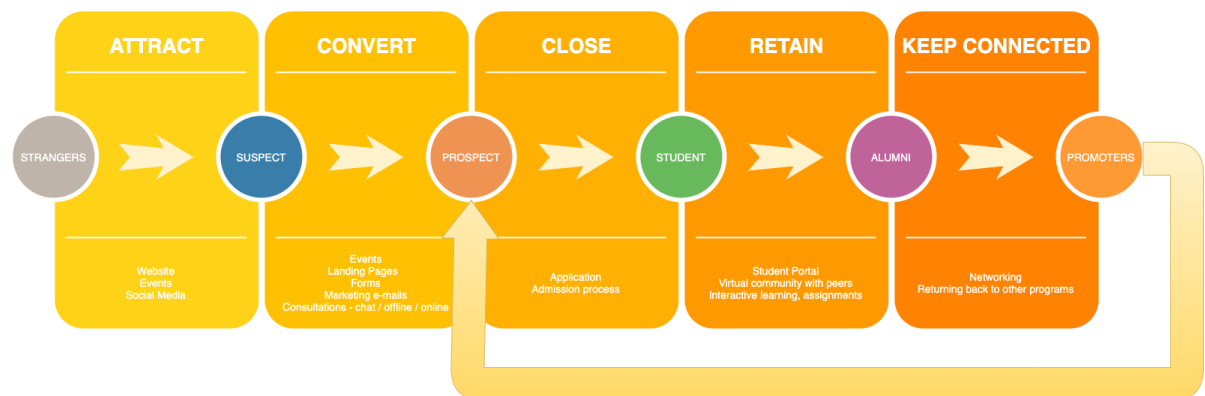 ATTRACT
CONVERT
CLOSE
RETAIN
KEEP CONNECTED
STRANGERS
SUSPECT
PROSPECT
STUDENT
ALUMNI
PROMOTERS
Website
Events
Social Media
Events
Landing Pages
Forms
Marketing e-mails
Consultations - chat / offline / online
Application
Admission process
Student Portal
Virtual community with peers
Interactive learning, assignments
Networking
Returning back to other programs